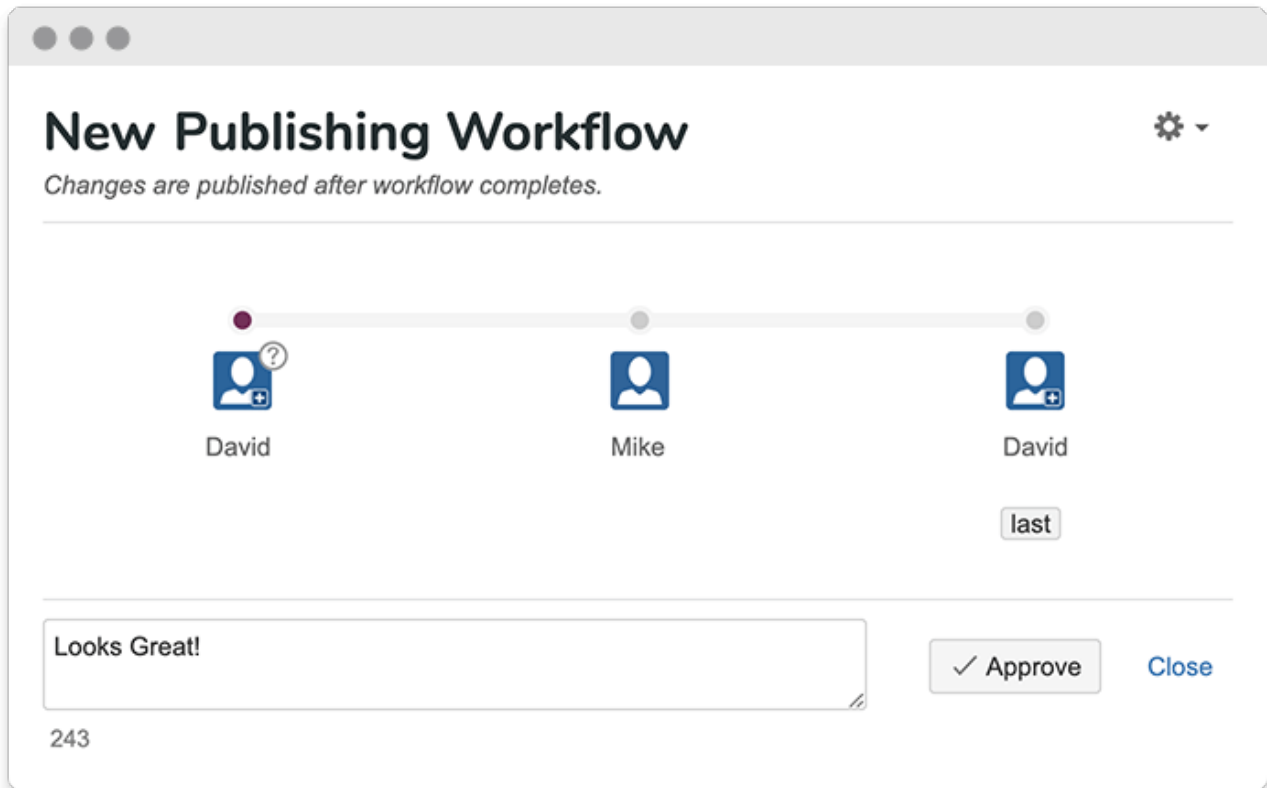 New Publishing Workflow
Changes are published after workflow completes.
?
David
Mike
David
last
Looks Great!
Approve
Close
243